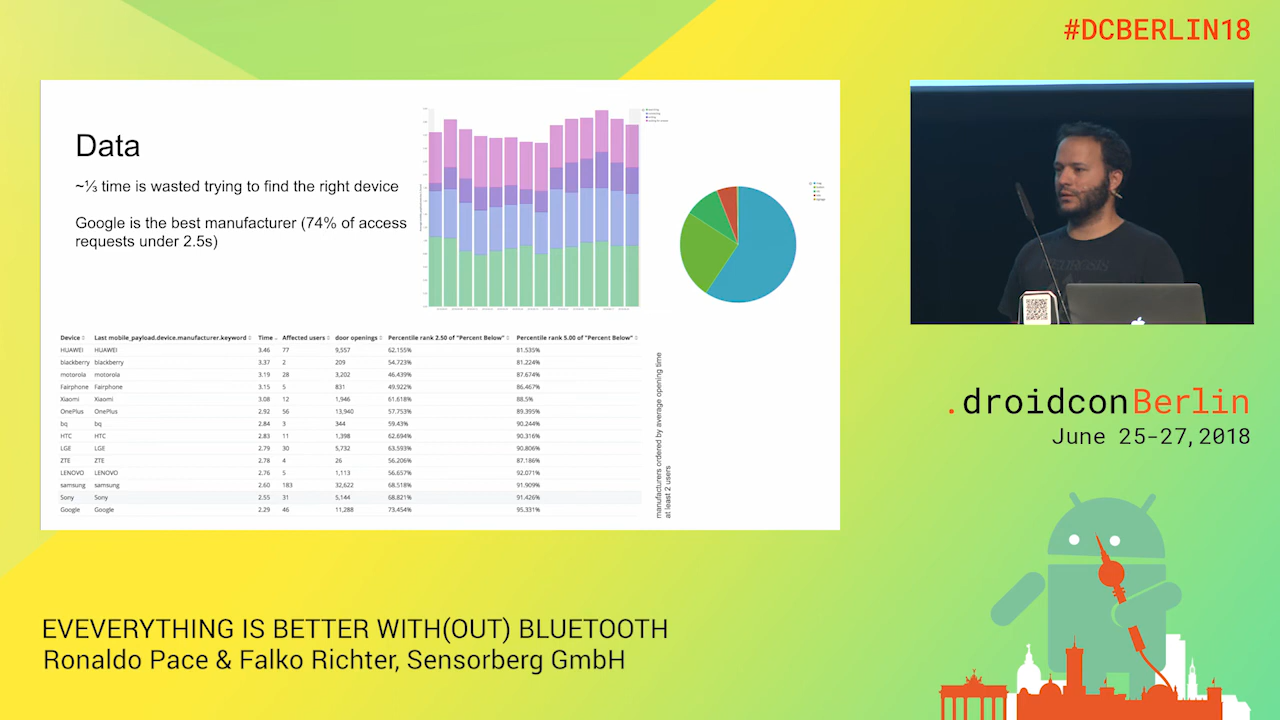 #DCBERLIN18
Data
~⅓ time is wasted trying to find the right device
Google is the best manufacturer (74% of access
requests under 2.5s)
Device Last mobile_payload.device.manufacturer.keyword Time Affected users door openings Percentile rank 2.50 of "Percent Below" Percentile rank 5.00 of "Percent Below"
HUAWEI HUAWEI 3.46 77 9,557 62.155% 81.535%
blackberry blackberry 3.37 2 209 54.723% 81.224%
motorola motorola 3.19 28 3,202 46.439% 87.674%
Fairphone Fairphone 3.15 5 831 49.922% 86.467%
Xiaomi Xiaomi 3.08 12 1,946 61.618% 88.5%
OnePlus OnePlus 2.92 56 13,940 57.753% 89.395%
bq bq 2.84 3 344 59.43% 90.244%
HTC HTC 2.83 11 1,398 62.694% 90.316%
LGE LGE 2.79 30 5,732 63.593% 90.806%
ZTE ZTE 2.78 4 26 56.206% 87.186%
LENOVO LENOVO 2.76 5 1,113 56.657% 92.071%
samsung samsung 2.60 183 32,622 68.518% 91.909%
Sony Sony 2.55 31 5,144 68.821% 91.426%
Google Google 2.29 46 11,288 73.454% 95.331%
manufacturers ordered by average opening time
at least 2 users
.droidconBerlin
June 25-27,2018
EVEVERYTHING IS BETTER WITH(OUT) BLUETOOTH
Ronaldo Pace & Falko Richter, Sensorberg GmbH